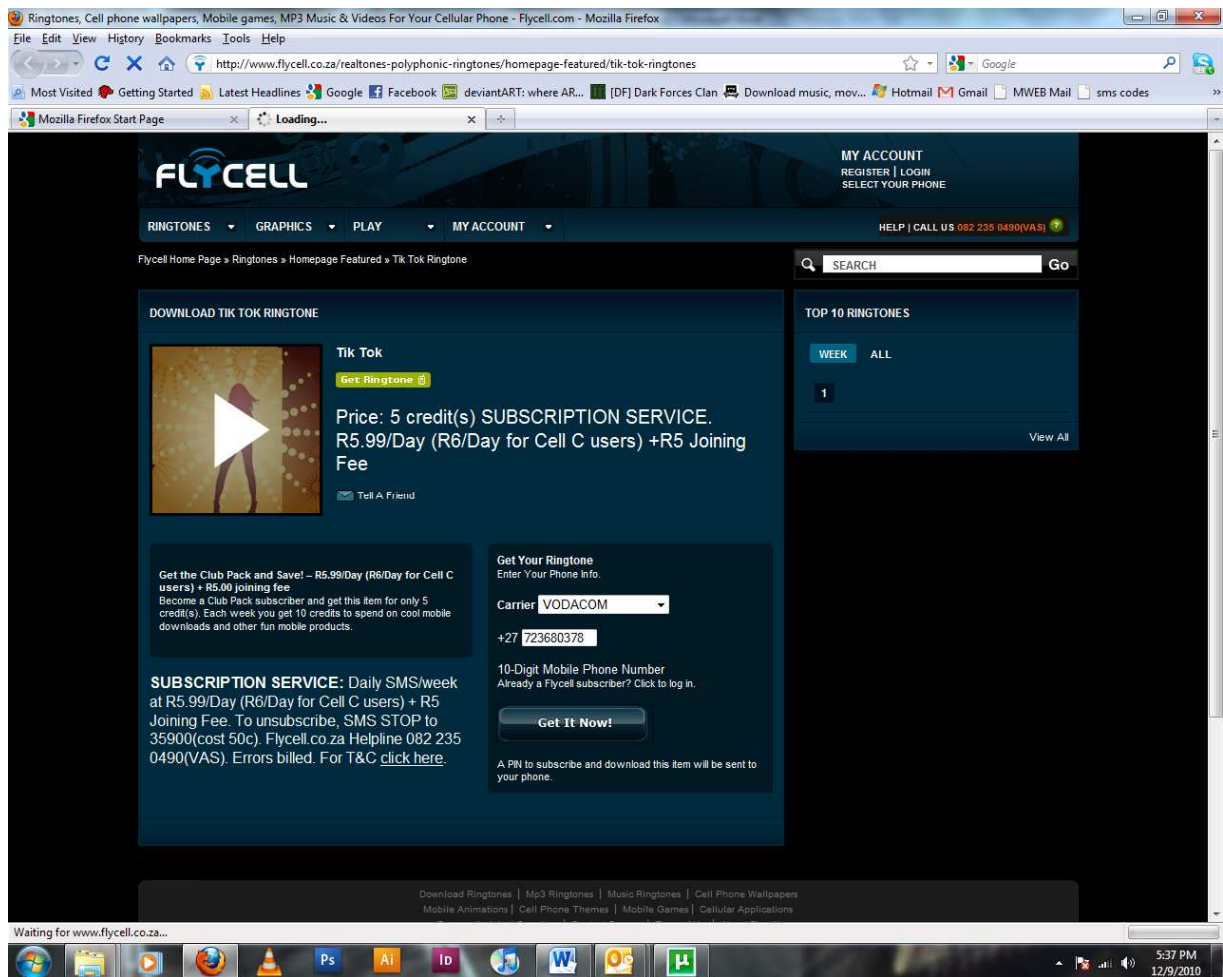 Ringtones, Cell phone wallpapers, Mobile games, MP3 Music & Videos For Your Cellular Phone - Flycell.com - Mozilla Firefox
File Edit View History Bookmarks Tools Help
http://www.flycell.co.za/realtones-polyphonic-ringtones/homepage-featured/tik-tok-ringtones
Google
Most Visited Getting Started Latest Headlines Google Facebook deviantART: where AR... [DF] Dark Forces Clan Download music, mov... Hotmail Gmail MWEB Mail sms codes »
Mozilla Firefox Start Page Loading...
FLYCELL
MY ACCOUNT
REGISTER | LOGIN
SELECT YOUR PHONE
RINGTONES GRAPHICS PLAY MY ACCOUNT
HELP | CALL US 082 235 0490(VAS) ?
Flycell Home Page » Ringtones » Homepage Featured » Tik Tok Ringtone
SEARCH Go
DOWNLOAD TIK TOK RINGTONE
Tik Tok
Get Ringtone
Price: 5 credit(s) SUBSCRIPTION SERVICE.
R5.99/Day (R6/Day for Cell C users) +R5 Joining
Fee
Tell A Friend
TOP 10 RINGTONES
WEEK ALL
1
View All
Get the Club Pack and Save! – R5.99/Day (R6/Day for Cell C
users) + R5.00 joining fee
Become a Club Pack subscriber and get this item for only 5
credit(s). Each week you get 10 credits to spend on cool mobile
downloads and other fun mobile products.
SUBSCRIPTION SERVICE: Daily SMS/week
at R5.99/Day (R6/Day for Cell C users) + R5
Joining Fee. To unsubscribe, SMS STOP to
35900(cost 50c). Flycell.co.za Helpline 082 235
0490(VAS). Errors billed. For T&C click here.
Get Your Ringtone
Enter Your Phone Info.
Carrier VODACOM
+27 723680378
10-Digit Mobile Phone Number
Already a Flycell subscriber? Click to log in.
Get It Now!
A PIN to subscribe and download this item will be sent to
your phone.
Download Ringtones | Mp3 Ringtones | Music Ringtones | Cell Phone Wallpapers
Mobile Animations | Cell Phone Themes | Mobile Games | Cellular Applications
Waiting for www.flycell.co.za...
Ps Ai ID W µ
5:37 PM
12/9/2010